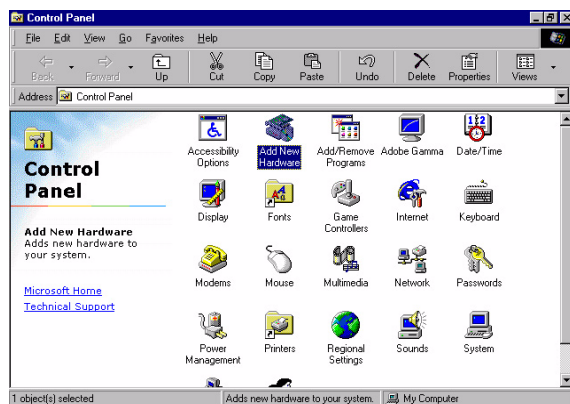 Control Panel
File Edit View Go Favorites Help
Back Forward Up Cut Copy Paste Undo Delete Properties Views
Address Control Panel
Control
Panel
Add New Hardware
Adds new hardware to
your system.
Microsoft Home
Technical Support
Accessibility
Options
Add New
Hardware
Add/Remove
Programs
Adobe Gamma
Date/Time
12
Display
Fonts
Game
Controllers
Internet
Keyboard
Modems
Mouse
Multimedia
Network
Passwords
Power
Management
Printers
Regional
Settings
Sounds
System
1 object(s) selected
Adds new hardware to your system.
My Computer